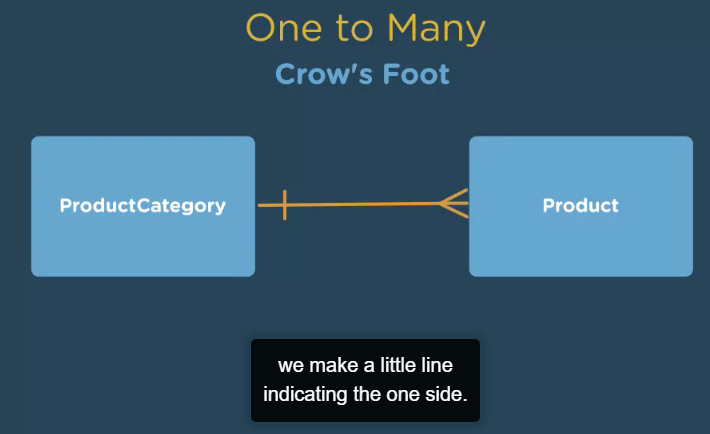 One to Many
Crow's Foot
ProductCategory
Product
we make a little line
indicating the one side.